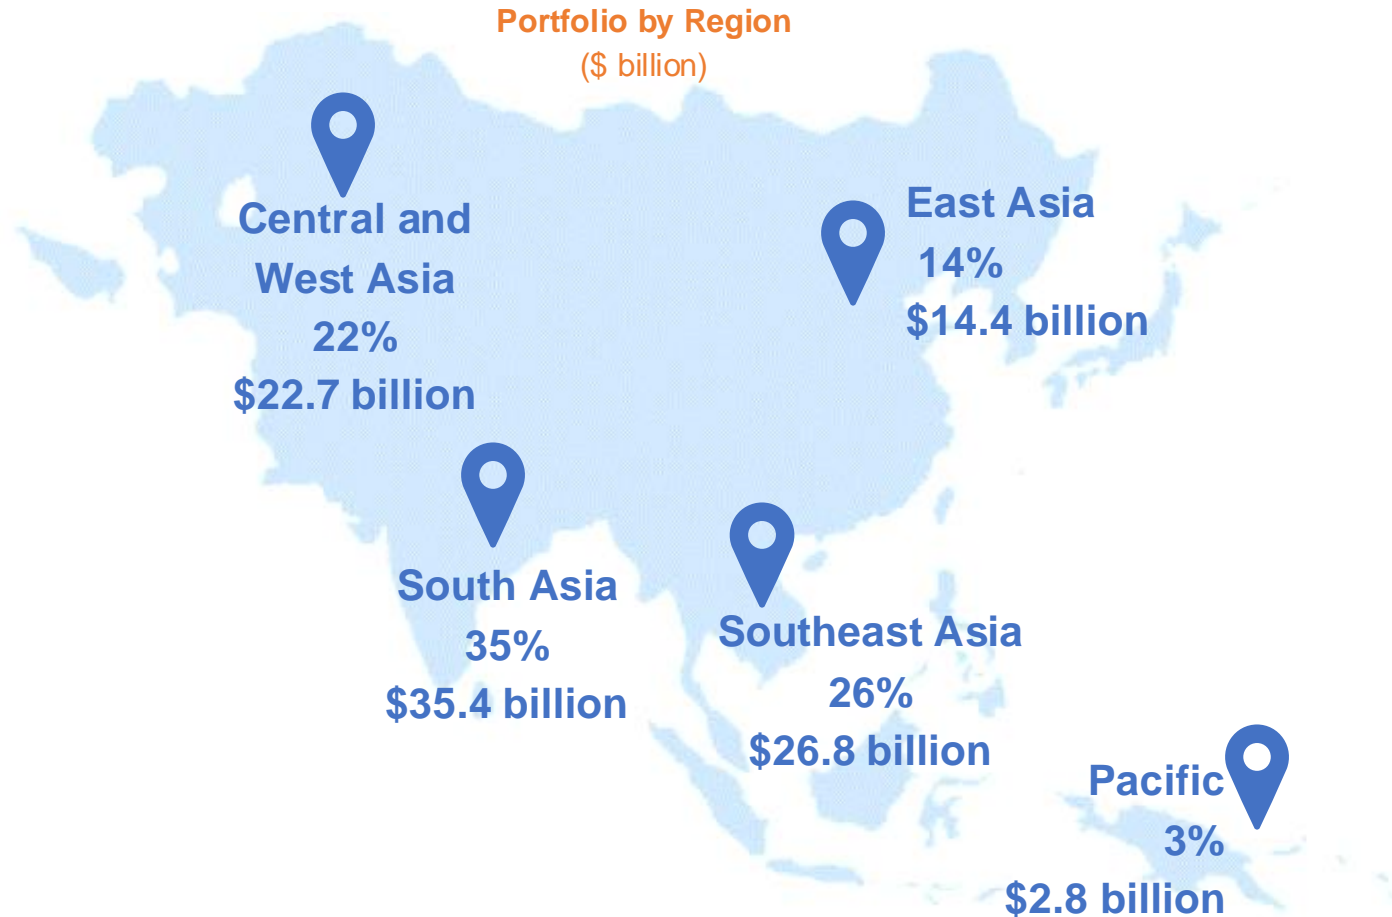 Portfolio by Region
($ billion)
Central and
West Asia
22%
$22.7 billion
East Asia
14%
$14.4 billion
South Asia
35%
$35.4 billion
Southeast Asia
26%
$26.8 billion
Pacific
3%
$2.8 billion